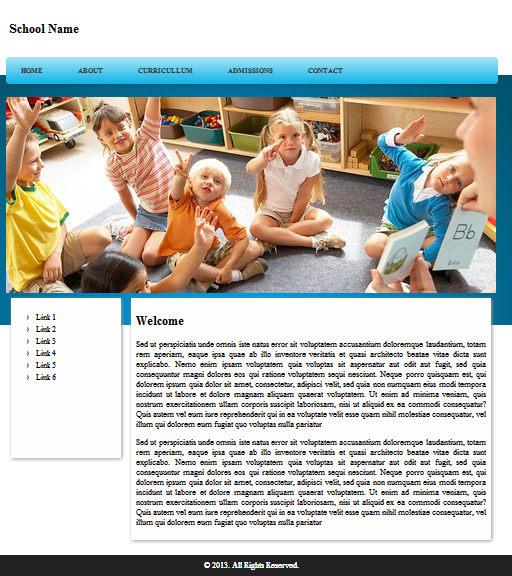 School Name
HOME ABOUT CURRICULLUM ADMISSIONS CONTACT
Bb
Link 1
Link 2
Link 3
Link 4
Link 5
Link 6
Welcome
Sed ut perspiciatis unde omnis iste natus error sit voluptatem accusantium doloremque laudantium, totam
rem aperiam, eaque ipsa quae ab illo inventore veritatis et quasi architecto beatae vitae dicta sunt
explicabo. Nemo enim ipsam voluptatem quia voluptas sit aspernatur aut odit aut fugit, sed quia
consequuntur magni dolores eos qui ratione voluptatem sequi nesciunt. Neque porro quisquam est, qui
dolorem ipsum quia dolor sit amet, consectetur, adipisci velit, sed quia non numquam eius modi tempora
incidunt ut labore et dolore magnam aliquam quaerat voluptatem. Ut enim ad minima veniam, quis
nostrum exercitationem ullam corporis suscipit laboriosam, nisi ut aliquid ex ea commodi consequatur?
Quis autem vel eum iure reprehenderit qui in ea voluptate velit esse quam nihil molestiae consequatur, vel
illum qui dolorem eum fugiat quo voluptas nulla pariatur
Sed ut perspiciatis unde omnis iste natus error sit voluptatem accusantium doloremque laudantium, totam
rem aperiam, eaque ipsa quae ab illo inventore veritatis et quasi architecto beatae vitae dicta sunt
explicabo. Nemo enim ipsam voluptatem quia voluptas sit aspernatur aut odit aut fugit, sed quia
consequuntur magni dolores eos qui ratione voluptatem sequi nesciunt. Neque porro quisquam est, qui
dolorem ipsum quia dolor sit amet, consectetur, adipisci velit, sed quia non numquam eius modi tempora
incidunt ut labore et dolore magnam aliquam quaerat voluptatem. Ut enim ad minima veniam, quis
nostrum exercitationem ullam corporis suscipit laboriosam, nisi ut aliquid ex ea commodi consequatur?
Quis autem vel eum iure reprehenderit qui in ea voluptate velit esse quam nihil molestiae consequatur, vel
illum qui dolorem eum fugiat quo voluptas nulla pariatur
© 2013. All Rights Reserved.